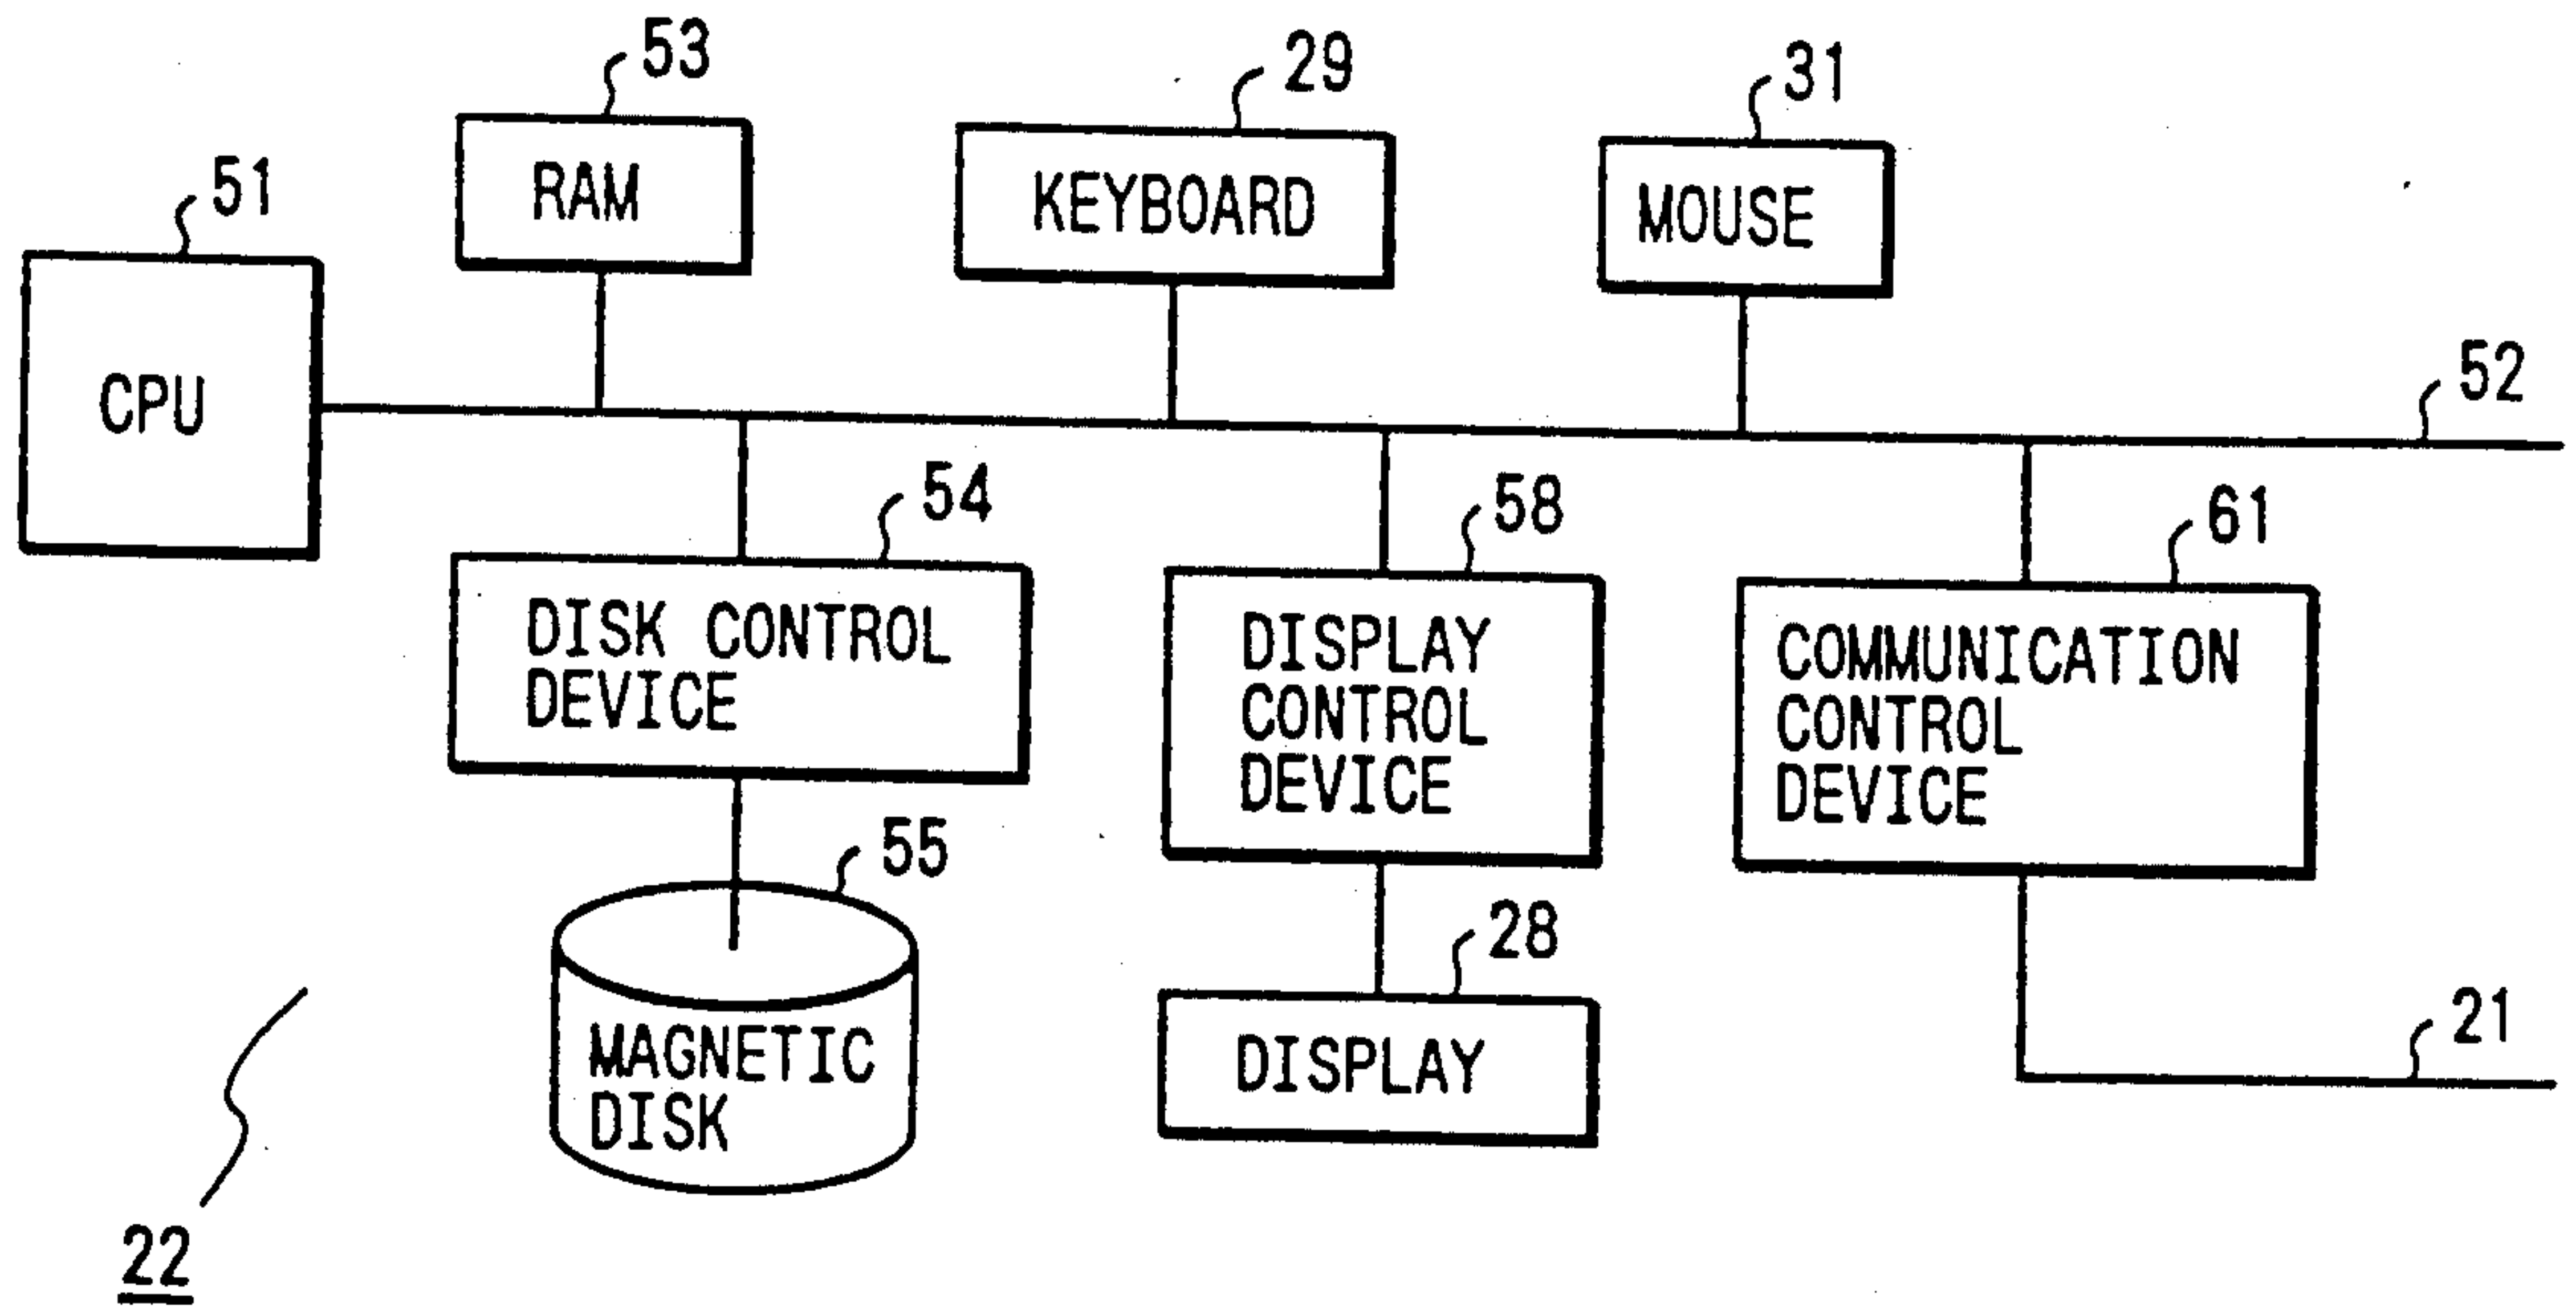 53
29
31
51
RAM
KEYBOARD
MOUSE
52
CPU
54
58
61
DISK CONTROL
DEVICE
DISPLAY
CONTROL
DEVICE
COMMUNICATION
CONTROL
DEVICE
55
28
21
MAGNETIC
DISK
DISPLAY
22